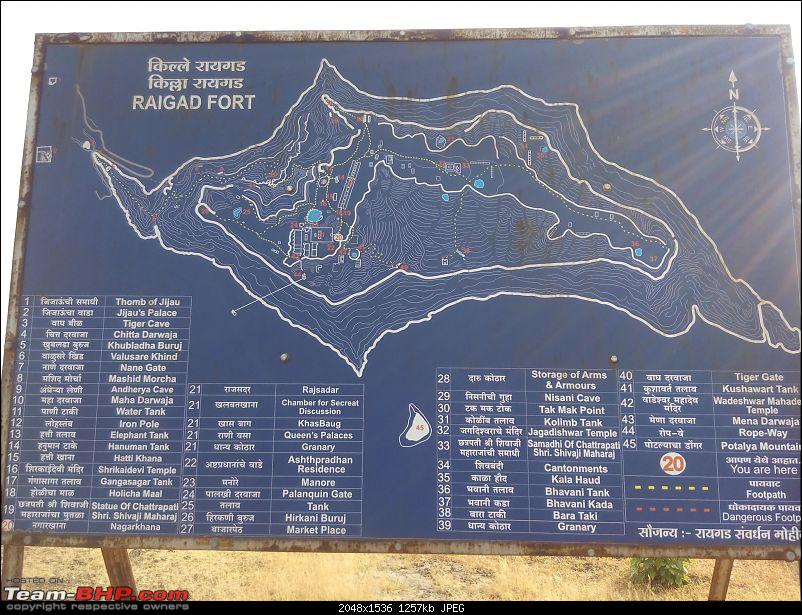 किल्ले रायगड
किल्ला रायगड
RAIGAD FORT
N
1 जिजाऊंची समाधी Thomb of Jijau
2 जिजाऊंचा वाडा Jijau's Palace
3 वाघ बीळ Tiger Cave
4 चित्त दरवाजा Chitta Darwaja
5 खुबलढा बुरुज Khubladha Buruj
6 वाळुसरे खिंड Valusare Khind
7 नाणे दरवाजा Nane Gate
8 मशिद मोर्चा Mashid Morcha
9 अंधेऱ्या लेणी Andherya Cave
10 महा दरवाजा Maha Darwaja
11 पाणी टाकी Water Tank
12 लोहस्तंब Iron Pole
13 हत्ती तलाव Elephant Tank
14 हनुमान टाके Hanuman Tank
15 हत्ती खाना Hatti Khana
16 शिरकाईदेवी मंदिर Shrikaidevi Temple
17 गंगासागर तलाव Gangasagar Tank
18 होळीचा माळ Holicha Maal
19 छत्रपती श्री शिवाजी महाराजांचा पुतळा Statue Of Chattrapati Shri. Shivaji Maharaj
20 नगारखाना Nagarkhana
21 राजसदर Rajsadar
21 खलबतखाना Chamber for Secreat Discussion
21 खास बाग KhasBaug
21 राणी वसा Queen's Palaces
21 धान्य कोठार Granary
22 अष्टप्रधानांचे वाडे Ashthpradhan Residence
23 मनोरे Manore
24 पालखी दरवाजा Palanquin Gate
25 तलाव Tank
26 हिरकणी बुरुज Hirkani Buruj
27 बाजारपेठ Market Place
28 दारु कोठार Storage of Arms & Armours
29 निसनीची गुहा Nisani Cave
30 टक मक टोक Tak Mak Point
31 कोळींब तलाव Kolimb Tank
32 जगदिश्वराचे मंदिर Jagadishwar Temple
33 छत्रपती श्री शिवाजी महाराजांची समाधी Samadhi Of Chattrapati Shri. Shivaji Maharaj
34 शिवबंदी Cantonments
35 काळा हौद Kala Haud
36 भवानी तलाव Bhavani Tank
37 भवानी कडा Bhavani Kada
38 बारा टाकी Bara Taki
39 धान्य कोठार Granary
40 वाघ दरवाजा Tiger Gate
41 कुशावर्त तलाव Kushawart Tank
42 वाडेश्वर महादेव मंदिर Wadeshwar Mahade Temple
43 मेणा दरवाजा Mena Darwaja
44 रोप-वे Rope-Way
45 पोटल्याचा डोंगर Potalya Mountain
45
20 आपण येथे आहात
You are here
पायवाट
Footpath
धोकादायक पायवाट
Dangerous Footp
सौजन्य :- रायगड संवर्धन मोहीम
HOSTED ON
Team-BHP.com
copyright respective owners
2048x1536 1257kb JPEG